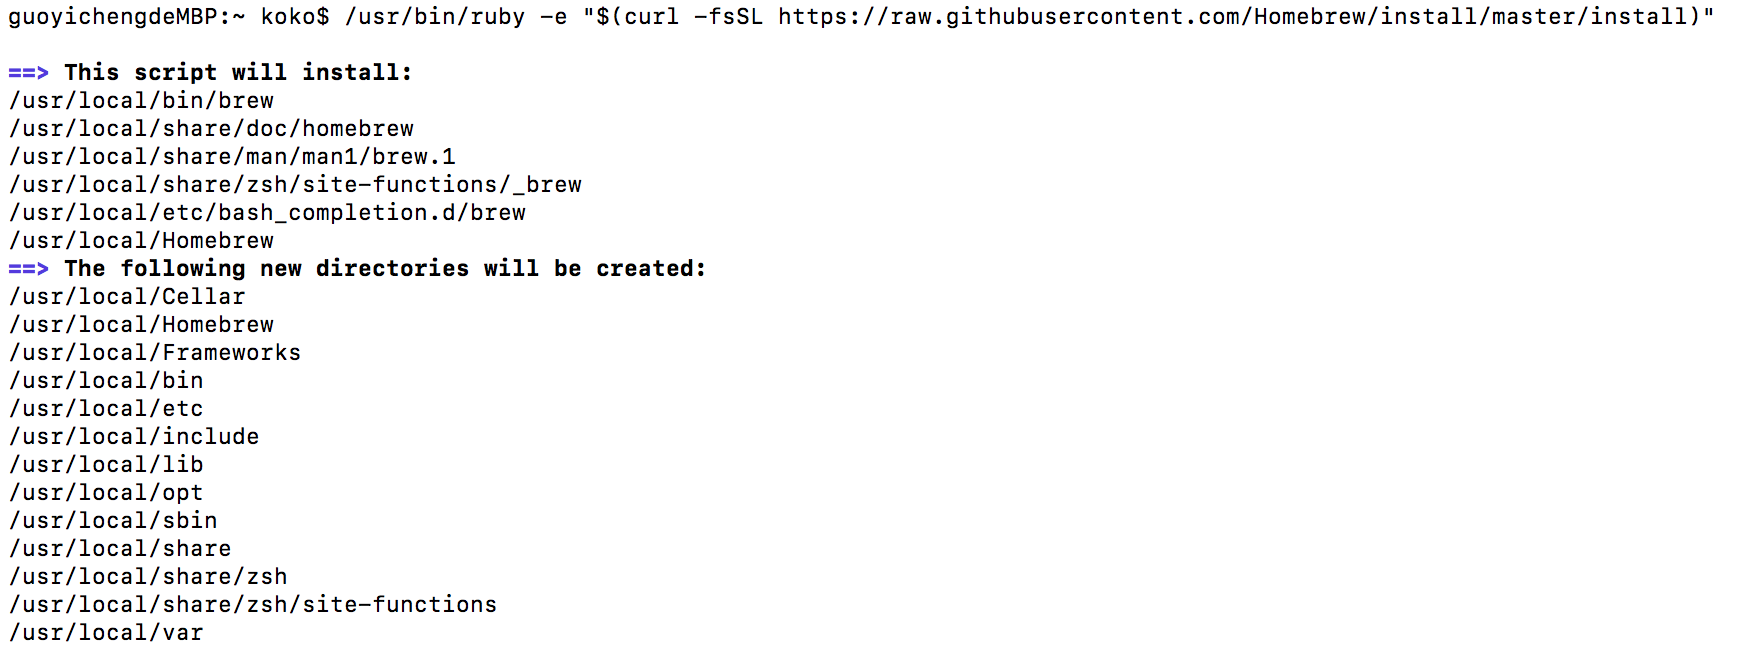 guoyichengdeMBP:~ koko$ /usr/bin/ruby -e "$(curl -fsSL https://raw.githubusercontent.com/Homebrew/install/master/install)"
==> This script will install:
/usr/local/bin/brew
/usr/local/share/doc/homebrew
/usr/local/share/man/man1/brew.1
/usr/local/share/zsh/site-functions/_brew
/usr/local/etc/bash_completion.d/brew
/usr/local/Homebrew
==> The following new directories will be created:
/usr/local/Cellar
/usr/local/Homebrew
/usr/local/Frameworks
/usr/local/bin
/usr/local/etc
/usr/local/include
/usr/local/lib
/usr/local/opt
/usr/local/sbin
/usr/local/share
/usr/local/share/zsh
/usr/local/share/zsh/site-functions
/usr/local/var